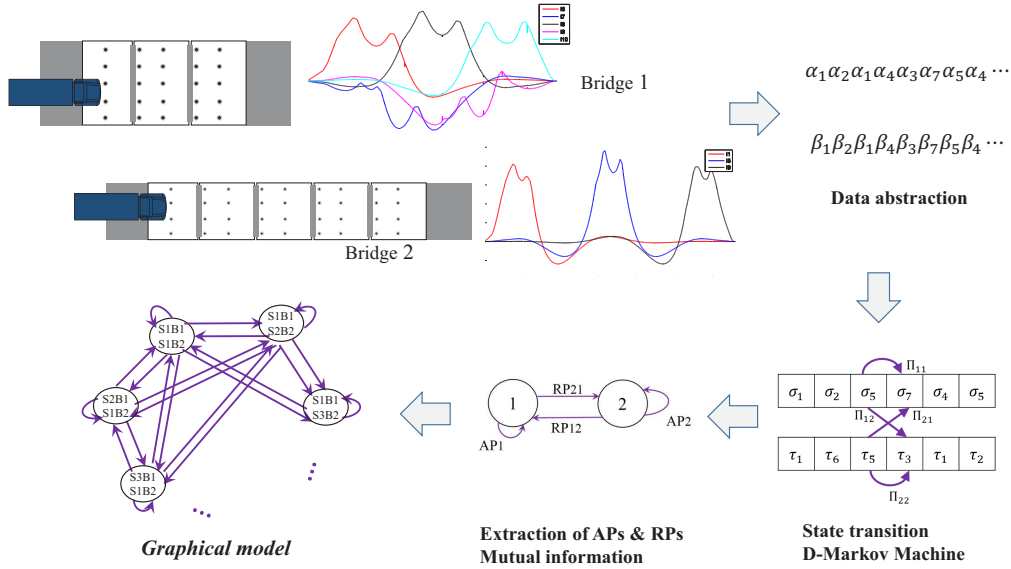 Bridge 1
Bridge 2
α₁α₂α₁α₄α₃α₇α₅α₄ ⋯
β₁β₂β₁β₄β₃β₇β₅β₄ ⋯
Data abstraction
Π₁₁
σ₁ σ₂ σ₅ σ₇ σ₄ σ₅
Π₁₂ Π₂₁
τ₁ τ₆ τ₅ τ₃ τ₁ τ₂
Π₂₂
State transition
D-Markov Machine
RP21
1 2
RP12
AP1 AP2
Extraction of APs & RPs
Mutual information
S1B1
S1B2
S1B1
S2B2
S2B1
S1B2
S1B1
S3B2
S3B1
S1B2
Graphical model